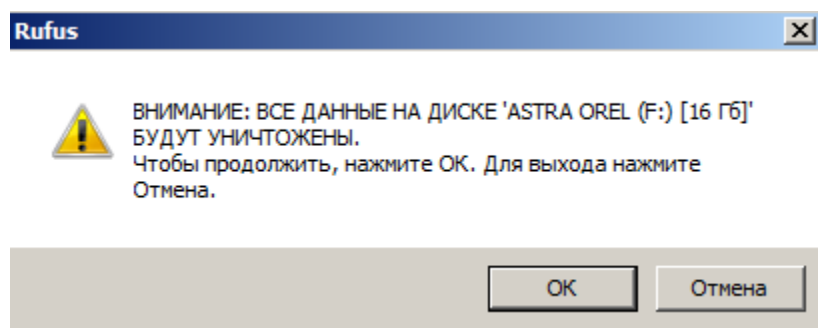 Rufus
ВНИМАНИЕ: ВСЕ ДАННЫЕ НА ДИСКЕ 'ASTRA OREL (F:) [16 Гб]'
БУДУТ УНИЧТОЖЕНЫ.
Чтобы продолжить, нажмите ОК. Для выхода нажмите
Отмена.
ОК
Отмена